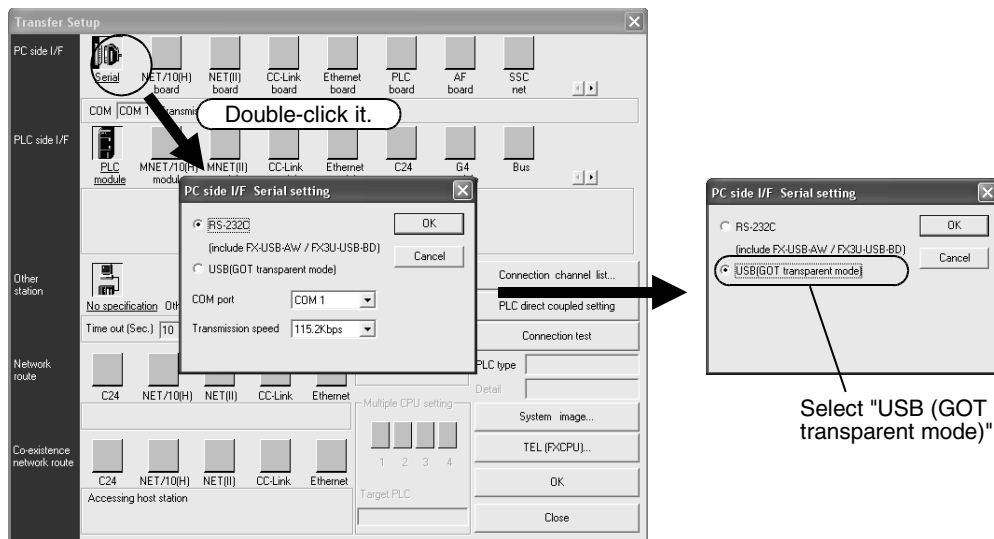 Transfer Setup
PC side I/F
Serial
NET/10(H) board
NET(II) board
CC-Link board
Ethernet board
PLC board
AF board
SSC net
COM COM 1
Double-click it.
PLC side I/F
PLC module
MNET/10(H)
MNET(II)
CC-Link
Ethernet
C24
G4
Bus
PC side I/F Serial setting
RS-232C
(include FX-USB-AW / FX3U-USB-BD)
USB(GOT transparent mode)
COM port COM 1
Transmission speed 115.2Kbps
OK
Cancel
Other station
No specification
Time out (Sec.) 10
Connection channel list...
PLC direct coupled setting
Connection test
PLC type
Detail
System image...
TEL (FXCPU)...
OK
Close
Network route
C24
NET/10(H)
NET(II)
CC-Link
Ethernet
Multiple CPU setting
1 2 3 4
Target PLC
Co-existence network route
C24
NET/10(H)
NET(II)
CC-Link
Ethernet
Accessing host station
PC side I/F Serial setting
RS-232C
(include FX-USB-AW / FX3U-USB-BD)
USB(GOT transparent mode)
OK
Cancel
Select "USB (GOT
transparent mode)"